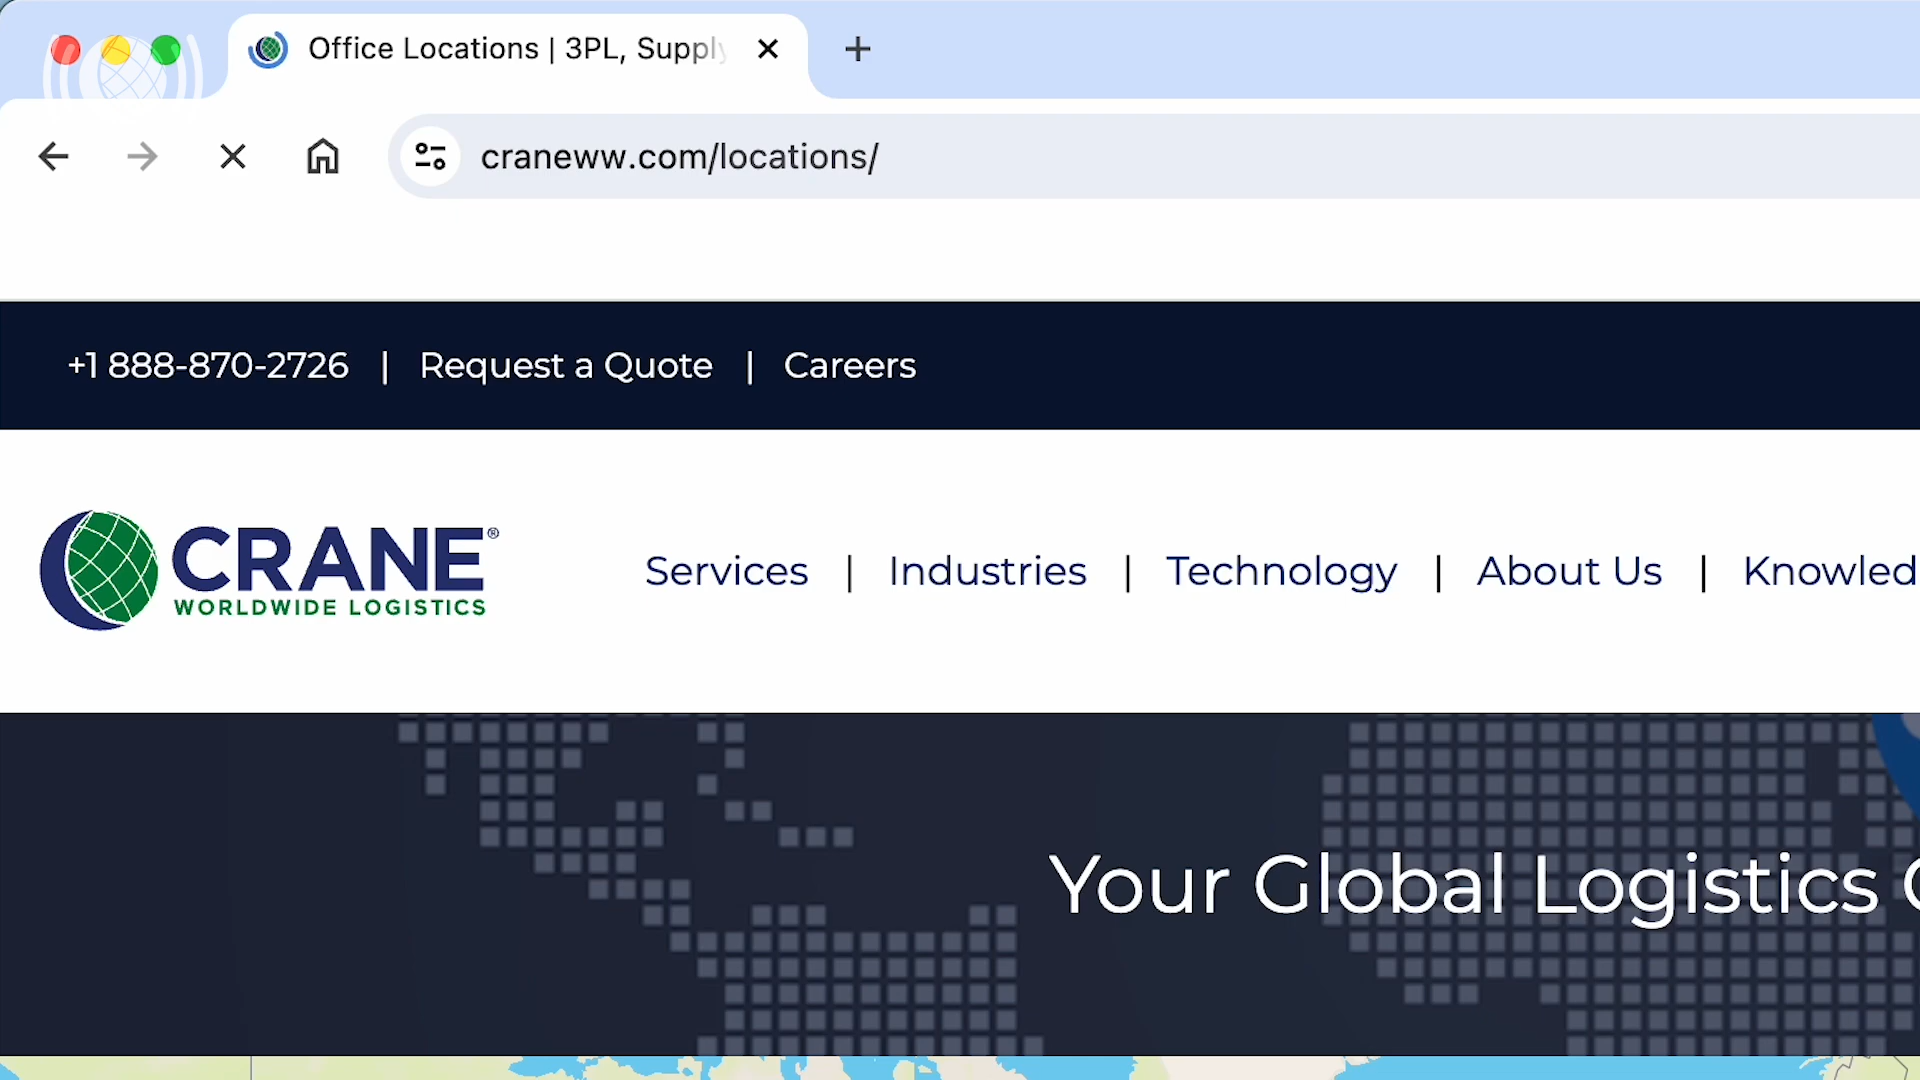 Office Locations | 3PL, Supply
craneww.com/locations/
+1 888-870-2726 | Request a Quote | Careers
CRANE®
WORLDWIDE LOGISTICS
Services | Industries | Technology | About Us | Knowled
Your Global Logistics